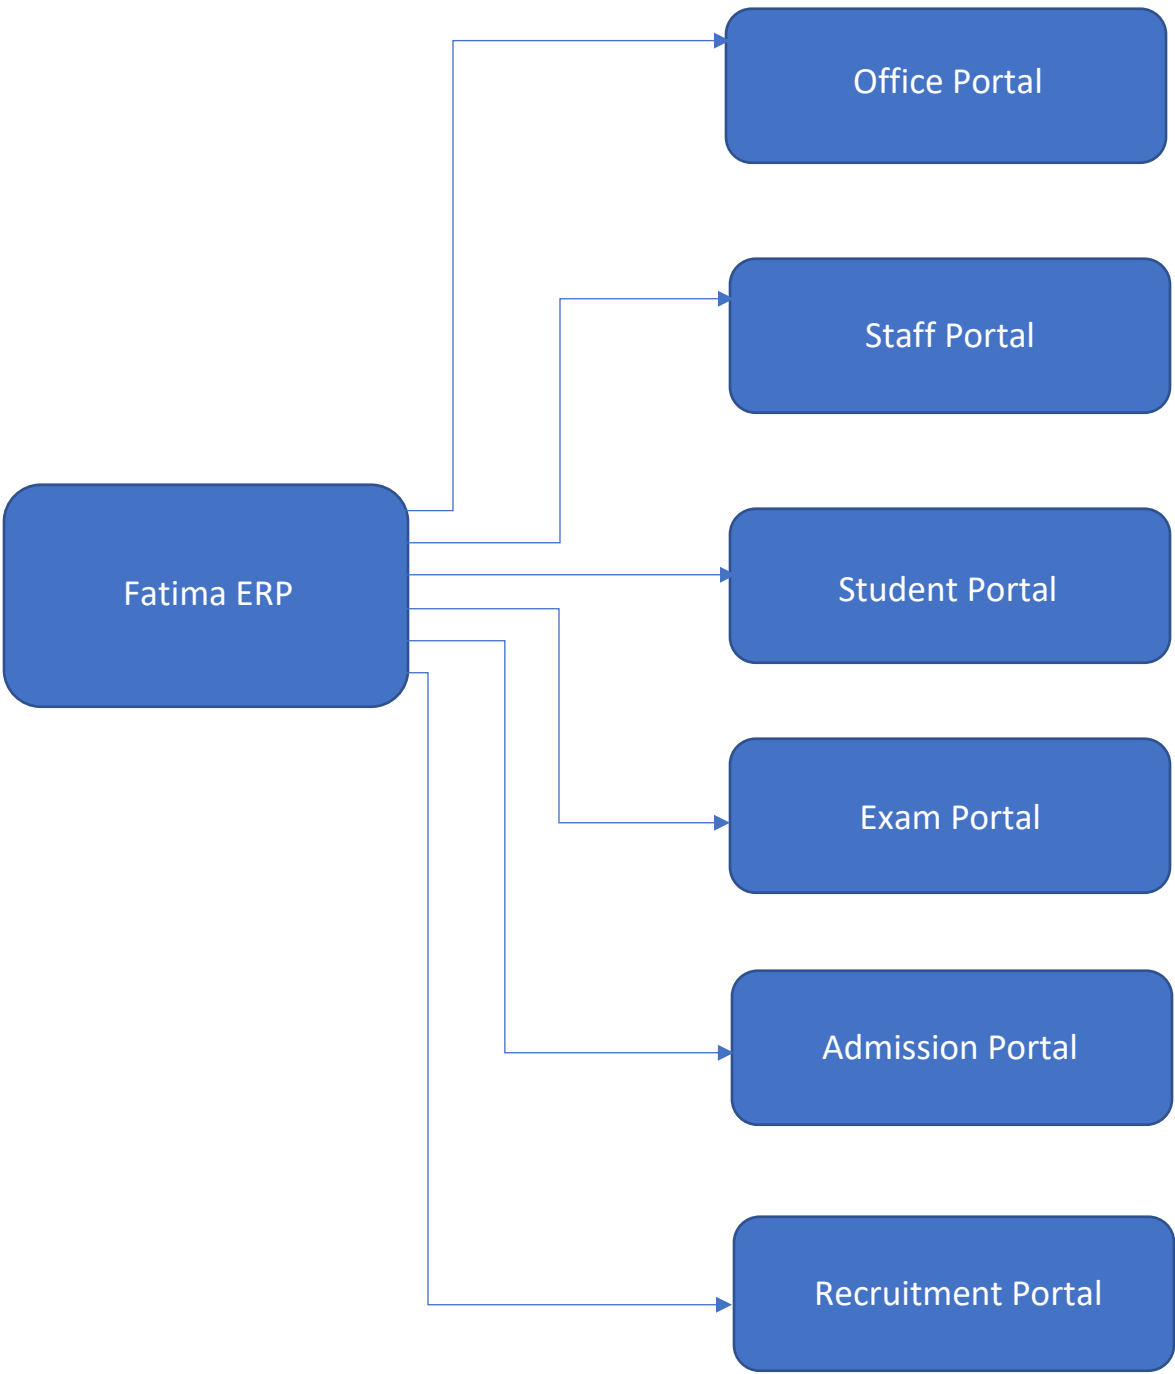 Office Portal
Staff Portal
Fatima ERP
Student Portal
Exam Portal
Admission Portal
Recruitment Portal